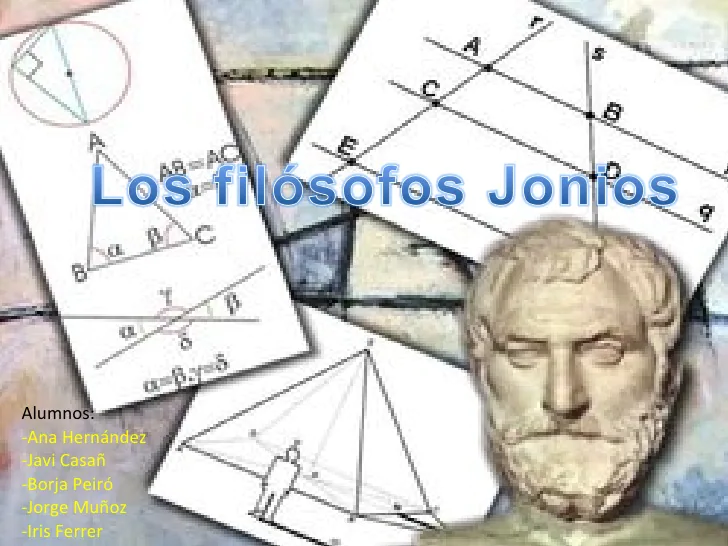 Los filósofos Jonios
r
A
s
C
B
E
D
q
A
AB=AC
α=
α β C
B
γ
α β
δ
α=β, γ=δ
Alumnos:
-Ana Hernández
-Javi Casañ
-Borja Peiró
-Jorge Muñoz
-Iris Ferrer